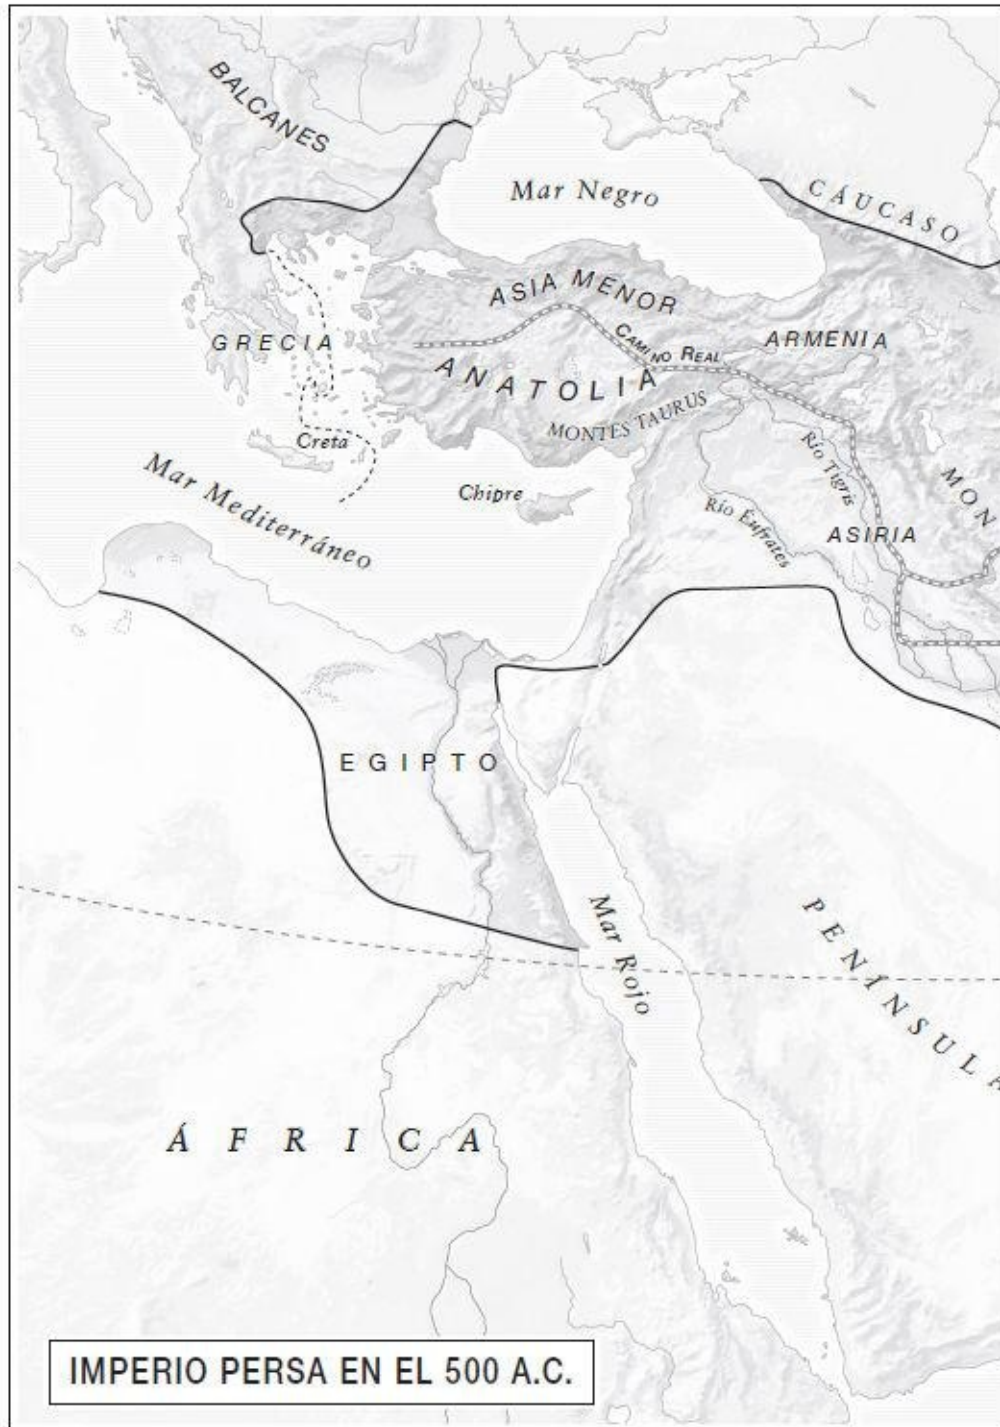 BALCANES
Mar Negro
CÁUCASO
ASIA MENOR
GRECIA
CAMINO REAL
ARMENIA
ANATOLIA
MONTES TAURUS
Creta
Mar Mediterráneo
Chipre
Río Tigris
MON
Río Éufrates
ASIRIA
EGIPTO
Mar Rojo
PENÍNSULA
ÁFRICA
IMPERIO PERSA EN EL 500 A.C.